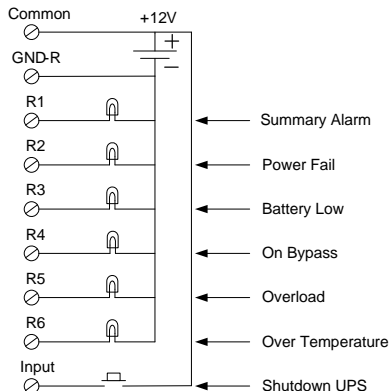 Common
+12V
+
GND-R
−
R1
Summary Alarm
R2
Power Fail
R3
Battery Low
R4
On Bypass
R5
Overload
R6
Over Temperature
Input
Shutdown UPS